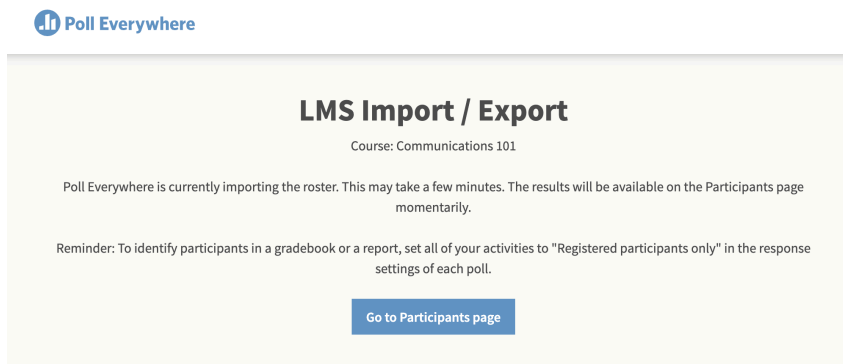 Poll Everywhere
LMS Import / Export
Course: Communications 101
Poll Everywhere is currently importing the roster. This may take a few minutes. The results will be available on the Participants page
momentarily.
Reminder: To identify participants in a gradebook or a report, set all of your activities to "Registered participants only" in the response
settings of each poll.
Go to Participants page